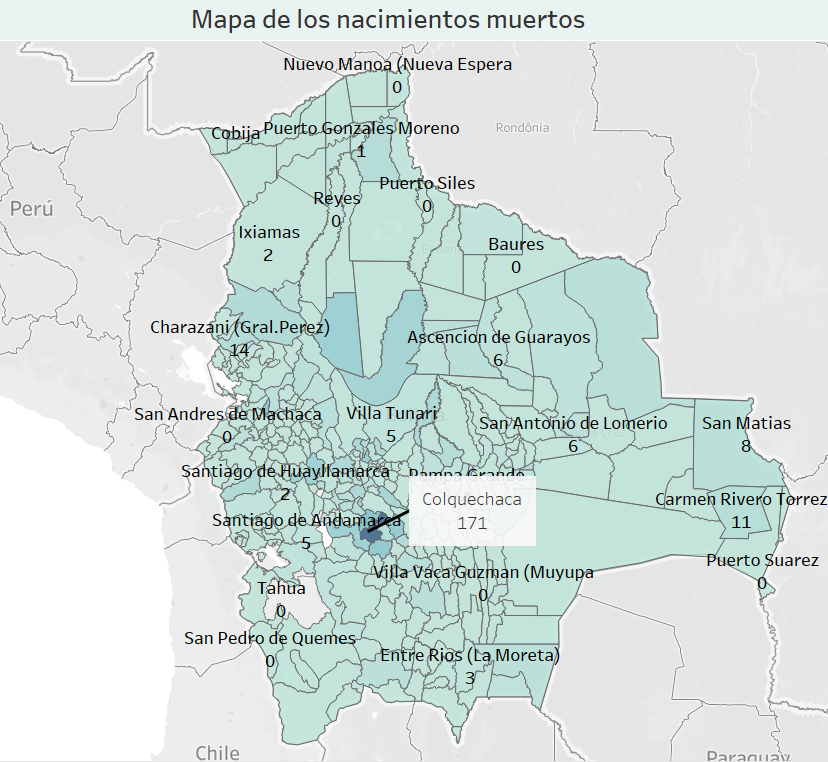 Mapa de los nacimientos muertos
Nuevo Manoa (Nueva Espera
0
Rondônia
Cobija
Puerto Gonzales Moreno
1
Puerto Siles
0
Perú
Reyes
0
Ixiamas
2
Baures
0
Charazani (Gral.Perez)
14
Ascencion de Guarayos
6
San Andres de Machaca
0
Villa Tunari
5
San Antonio de Lomerio
6
San Matias
8
Santiago de Huayllamarca
2
Pampa Grande
Colquechaca
171
Carmen Rivero Torrez
11
Santiago de Andamarca
5
Puerto Suarez
0
Villa Vaca Guzman (Muyupa
0
Tahua
0
San Pedro de Quemes
0
Entre Rios (La Moreta)
3
Chile
Paraguay